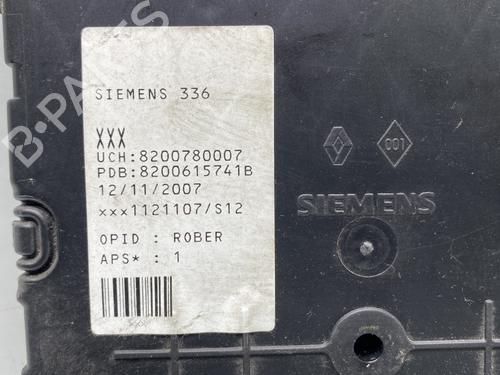 SIEMENS 336
XXX
UCH:8200780007
PDB:8200615741B
12/11/2007
xxx1121107/S12
OPID : ROBER
APS* : 1
001
SIEMENS
B-PARTS